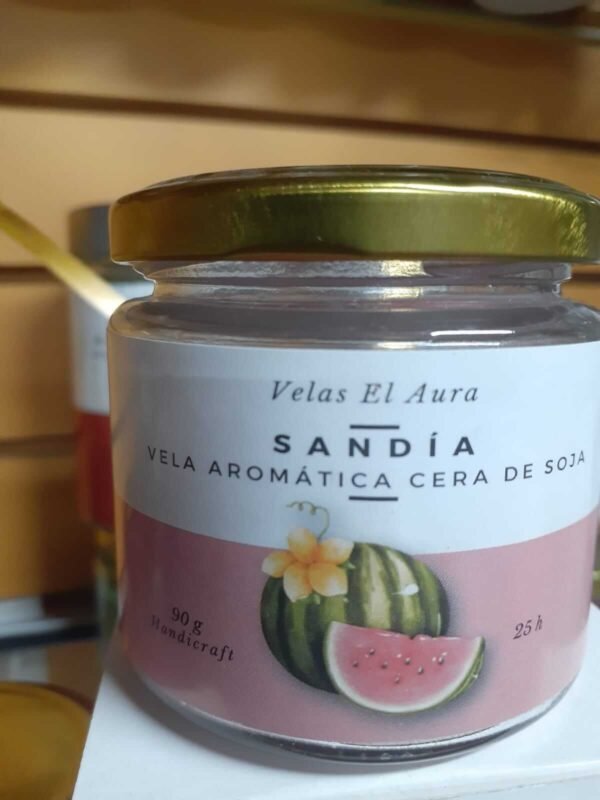 Velas El Aura
SANDÍA
VELA AROMÁTICA CERA DE SOJA
90 g
Handicraft
25 h